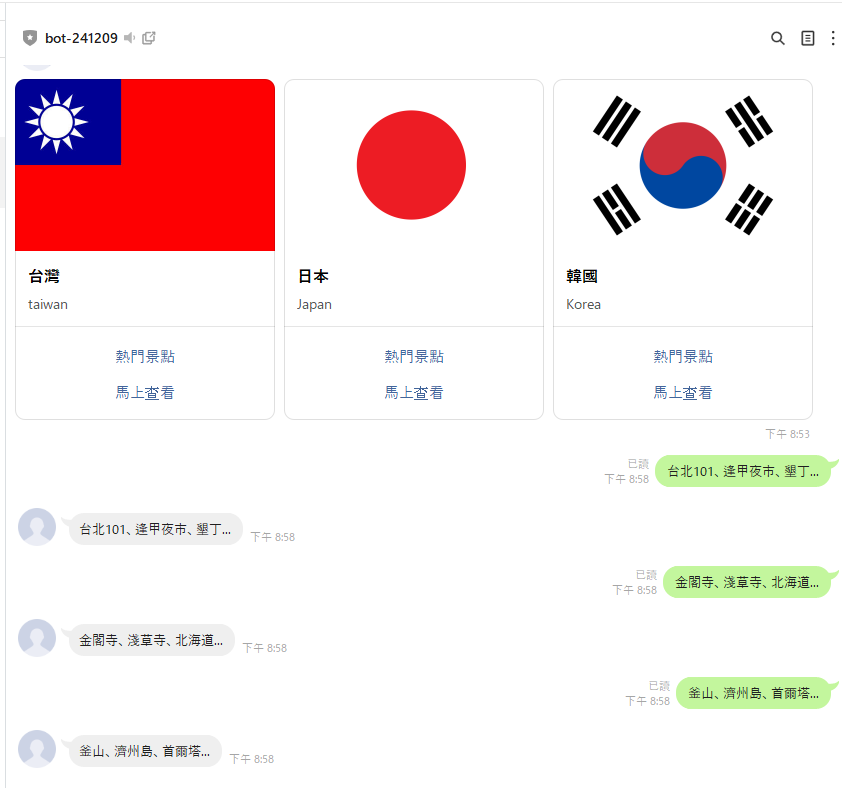 bot-241209
台灣
taiwan
熱門景點
馬上查看
日本
Japan
熱門景點
馬上查看
韓國
Korea
熱門景點
馬上查看
下午 8:53
已讀
下午 8:58
台北101、逢甲夜市、墾丁...
台北101、逢甲夜市、墾丁...
下午 8:58
已讀
下午 8:58
金閣寺、淺草寺、北海道...
金閣寺、淺草寺、北海道...
下午 8:58
已讀
下午 8:58
釜山、濟州島、首爾塔...
釜山、濟州島、首爾塔...
下午 8:58